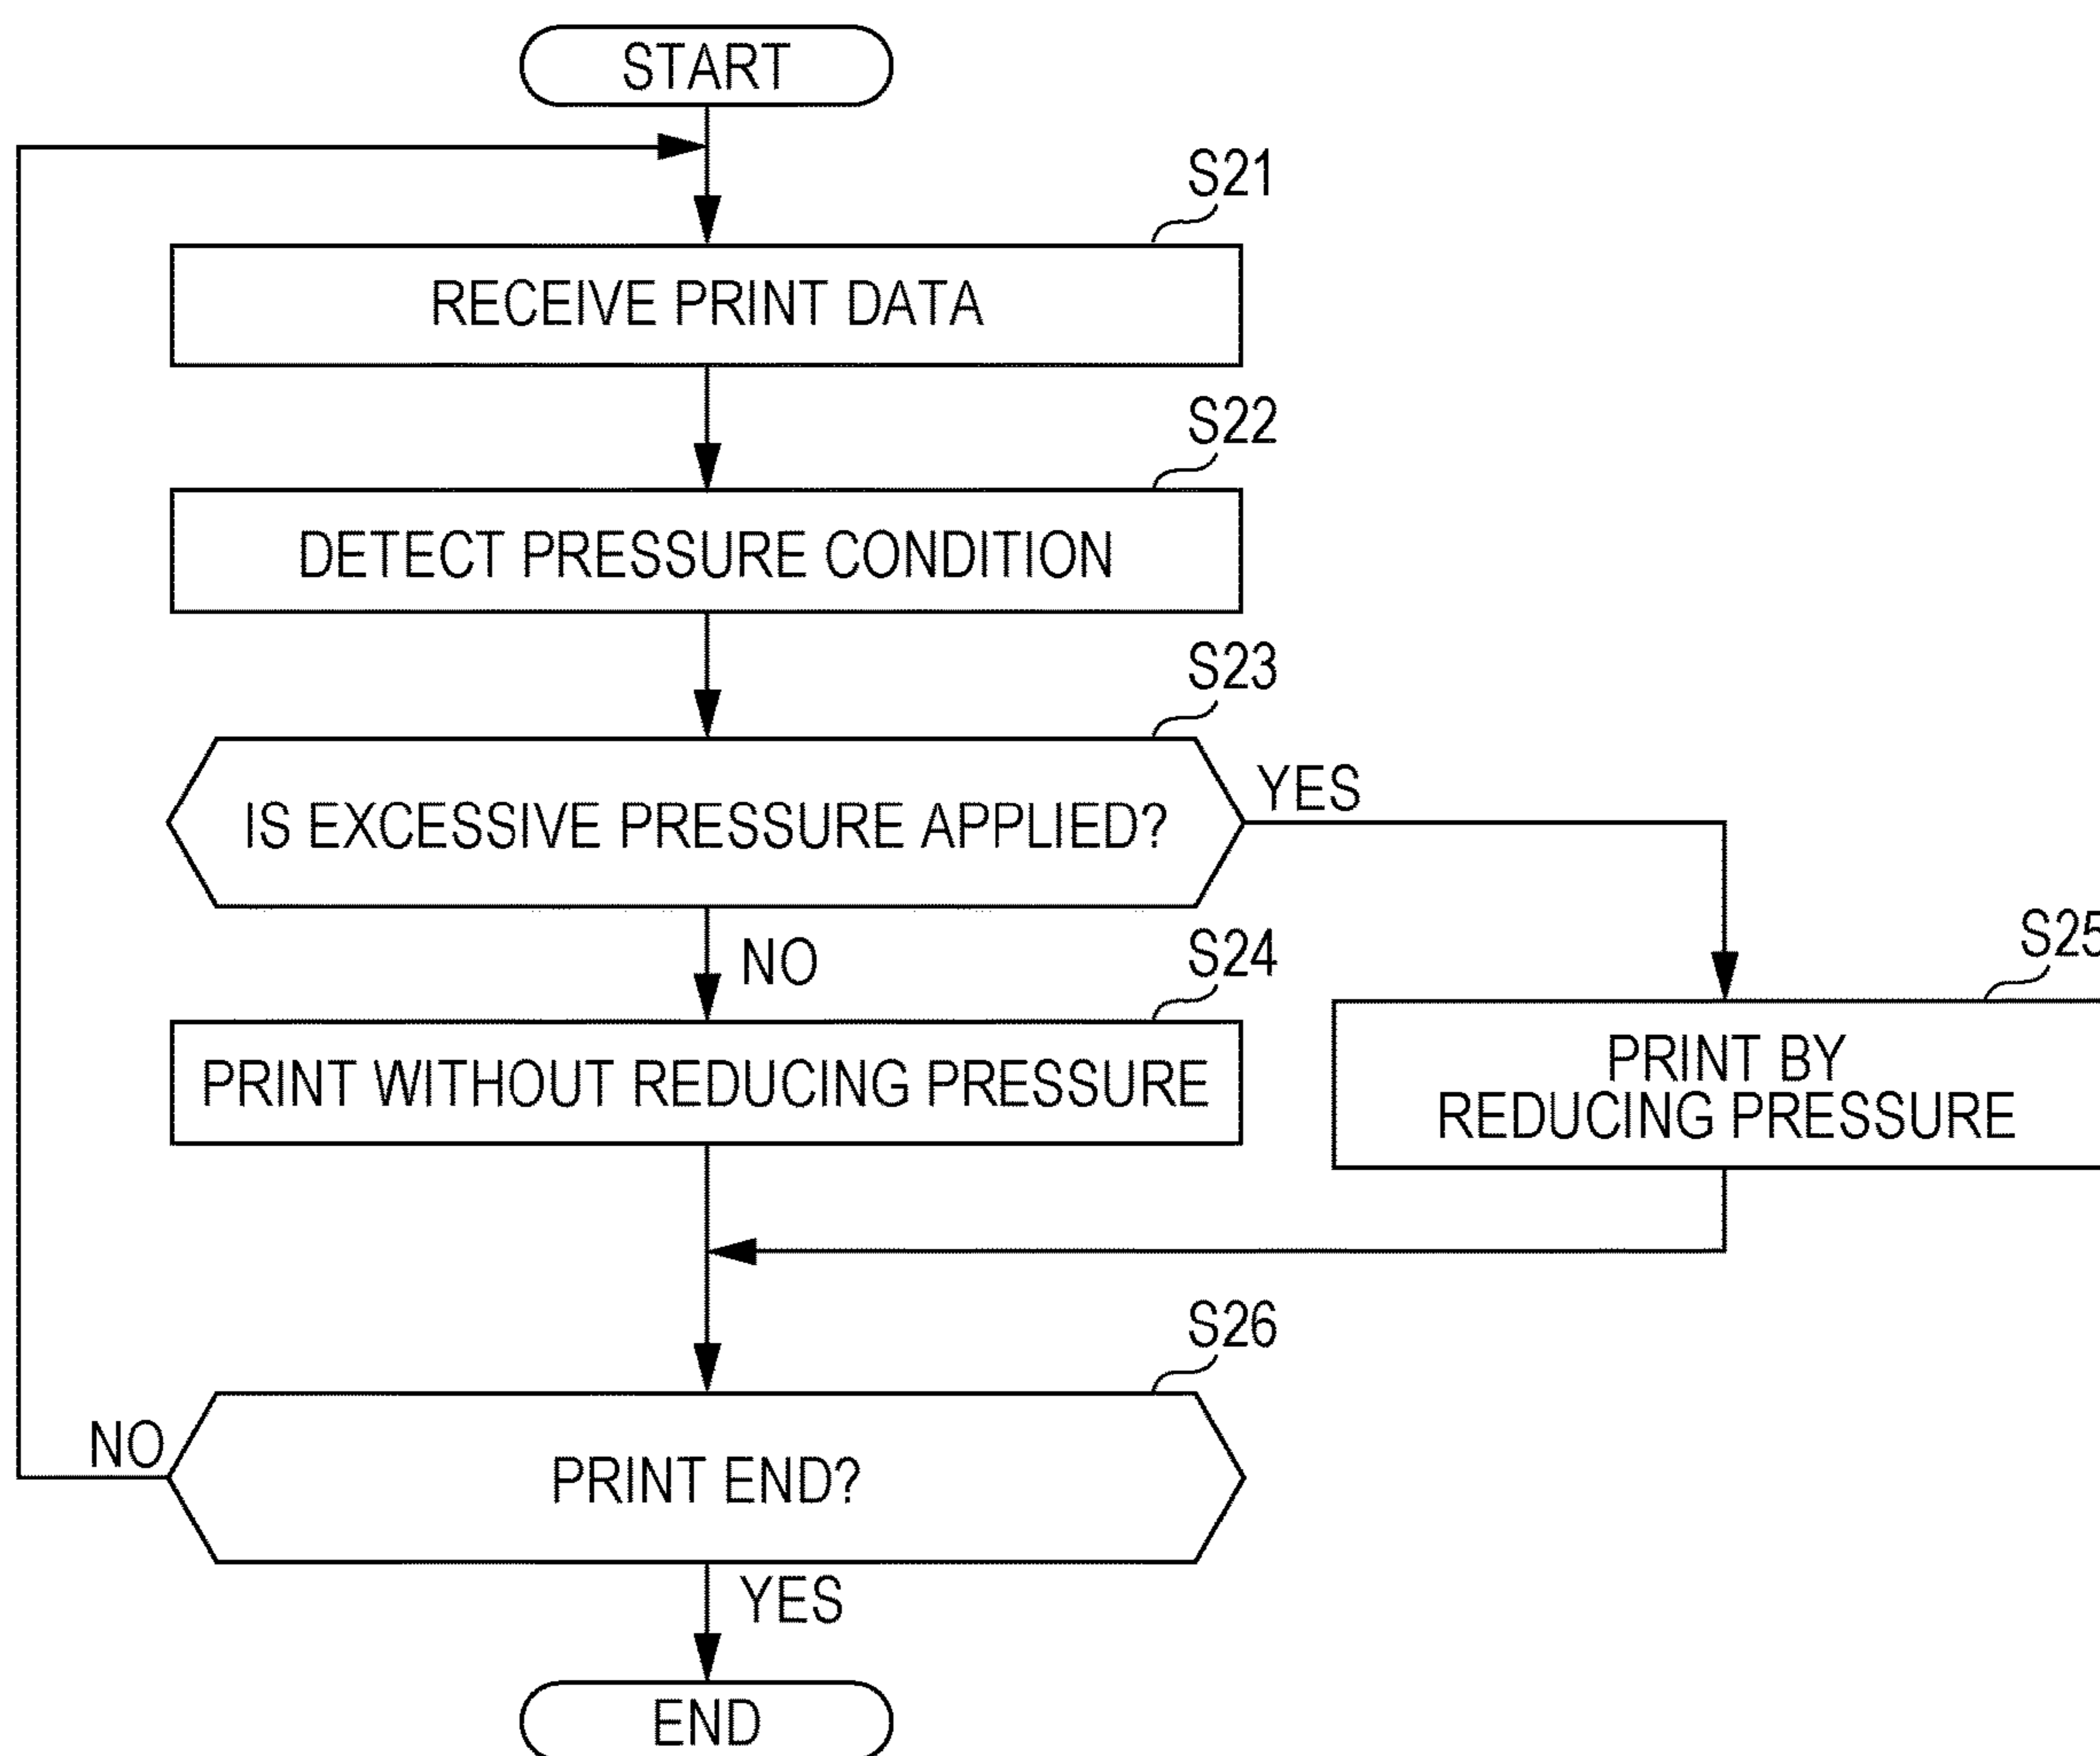 START
S21
RECEIVE PRINT DATA
S22
DETECT PRESSURE CONDITION
S23
IS EXCESSIVE PRESSURE APPLIED?
YES
NO
S24
PRINT WITHOUT REDUCING PRESSURE
S25
PRINT BY
REDUCING PRESSURE
S26
NO
PRINT END?
YES
END